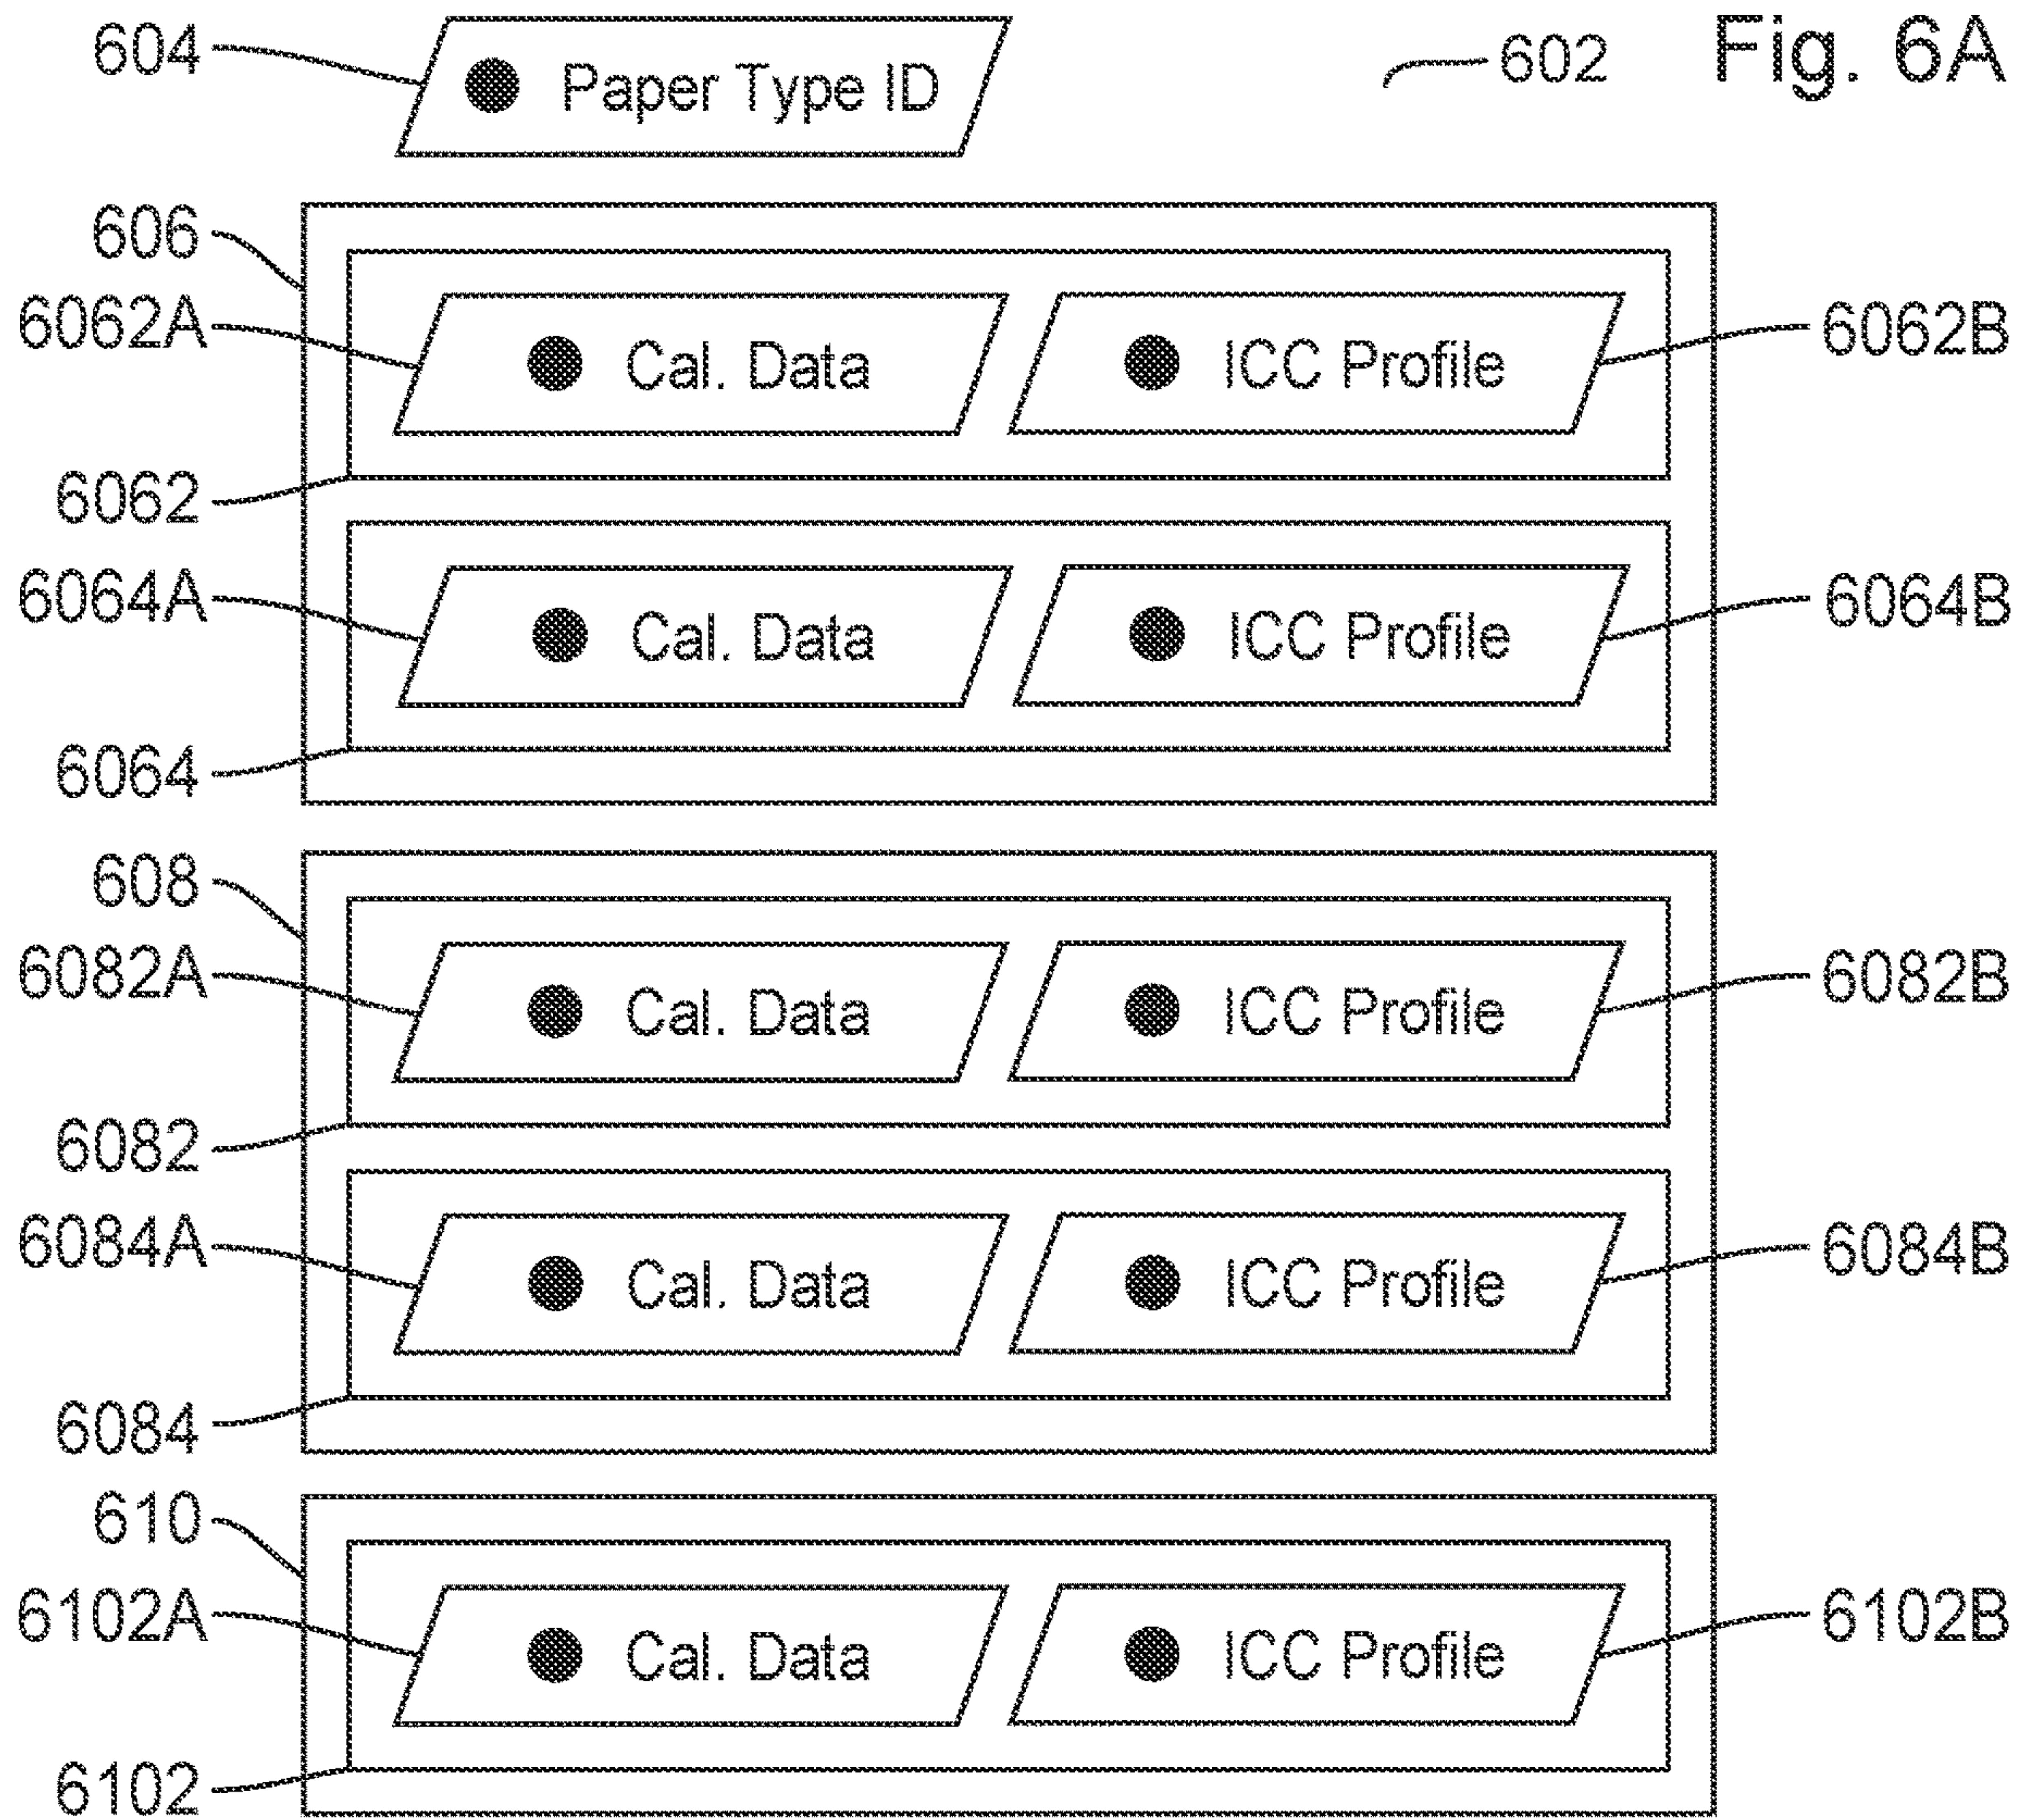 Fig. 6A
602
604
Paper Type ID
606
6062A
Cal. Data
ICC Profile
6062B
6062
6064A
Cal. Data
ICC Profile
6064B
6064
608
6082A
Cal. Data
ICC Profile
6082B
6082
6084A
Cal. Data
ICC Profile
6084B
6084
610
6102A
Cal. Data
ICC Profile
6102B
6102